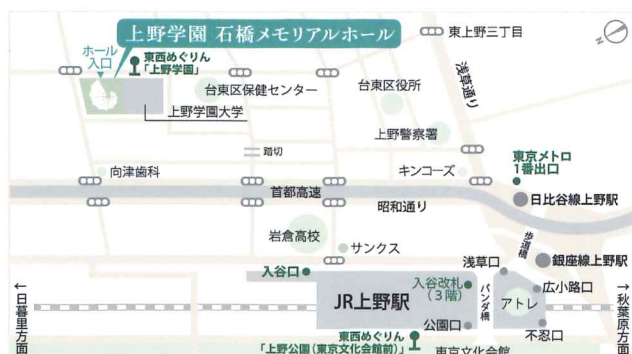 上野学園 石橋メモリアルホール
東上野三丁目
N
ホール
入口
東西めぐりん
「上野学園」
台東区保健センター
台東区役所
浅草通り
上野学園大学
上野警察署
踏切
向津歯科
キンコーズ
東京メトロ
1番出口
首都高速
日比谷線上野駅
昭和通り
岩倉高校
歩道橋
サンクス
銀座線上野駅
入谷口
浅草口
入谷改札
(3階)
広小路口
←日暮里方面
JR上野駅
パンダ橋
アトレ
→秋葉原方面
公園口
不忍口
東西めぐりん
「上野公園(東京文化会館前)」
東京文化会館